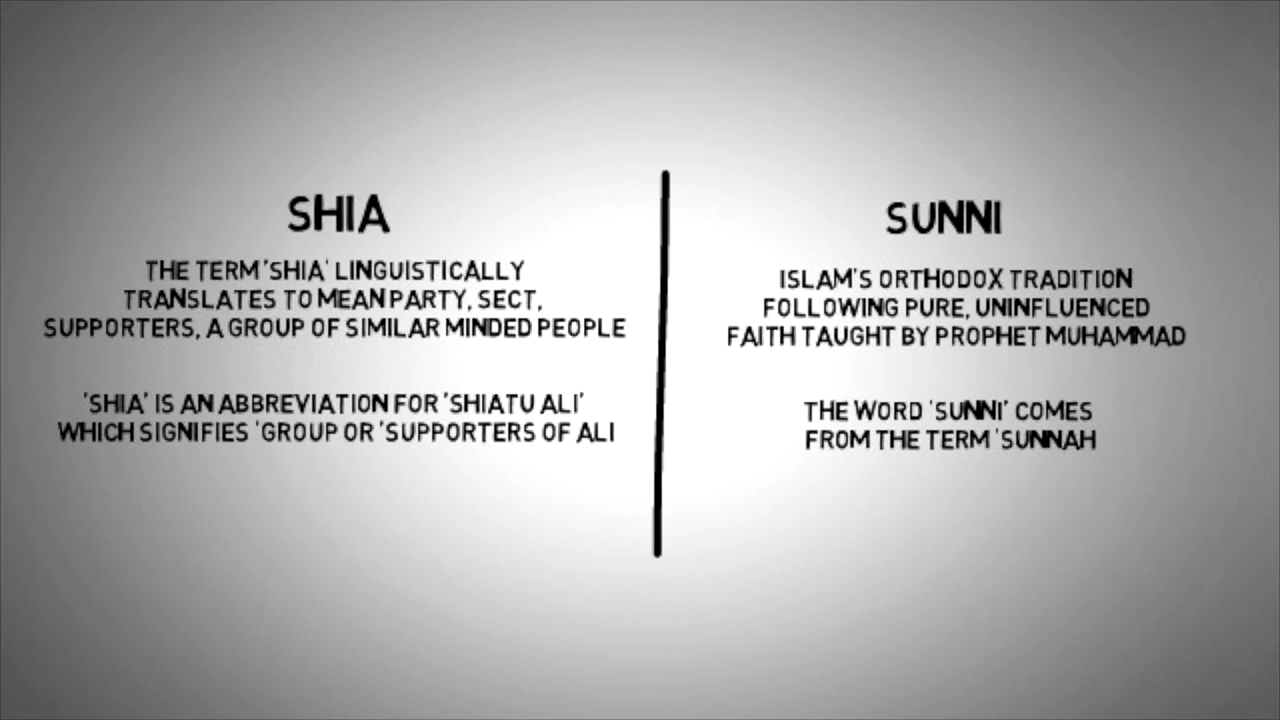 SHIA
THE TERM 'SHIA' LINGUISTICALLY
TRANSLATES TO MEAN PARTY, SECT,
SUPPORTERS, A GROUP OF SIMILAR MINDED PEOPLE
'SHIA' IS AN ABBREVIATION FOR 'SHIATU ALI'
WHICH SIGNIFIES 'GROUP OR 'SUPPORTERS OF ALI
SUNNI
ISLAM'S ORTHODOX TRADITION
FOLLOWING PURE, UNINFLUENCED
FAITH TAUGHT BY PROPHET MUHAMMAD
THE WORD 'SUNNI' COMES
FROM THE TERM 'SUNNAH